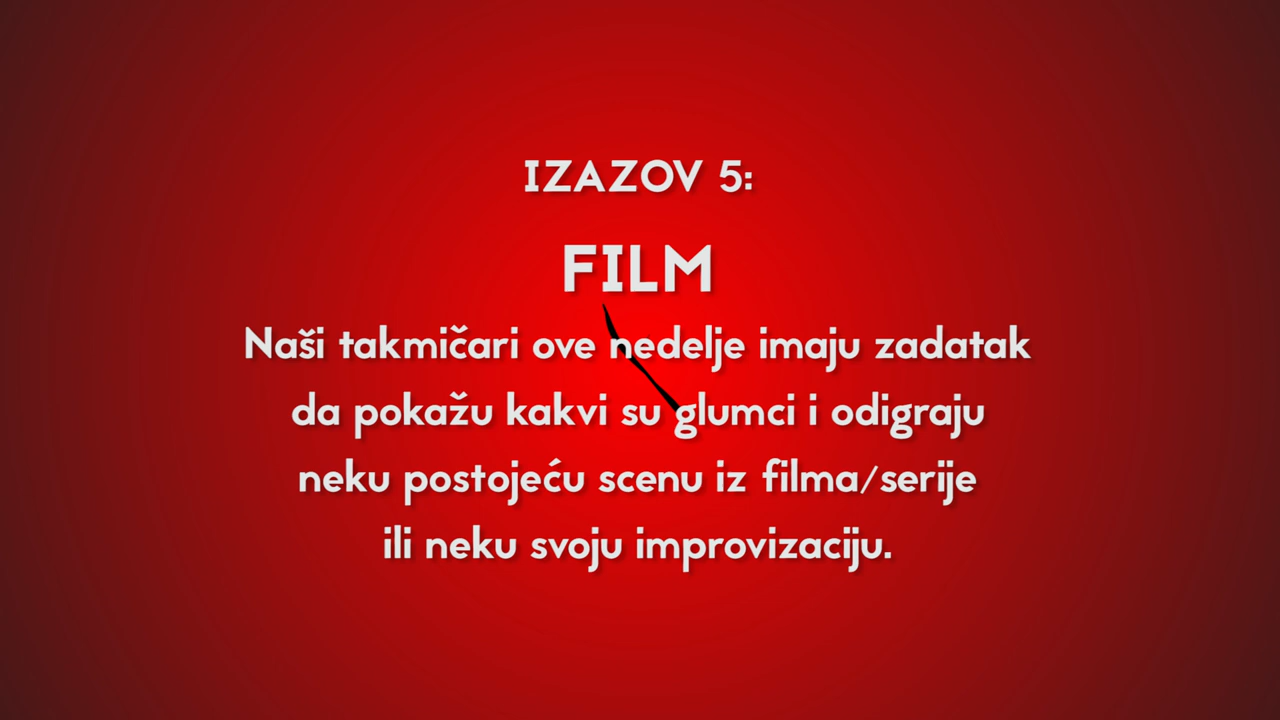 IZAZOV 5:
FILM
Naši takmičari ove nedelje imaju zadatak
da pokažu kakvi su glumci i odigraju
neku postojeću scenu iz filma/serije
ili neku svoju improvizaciju.